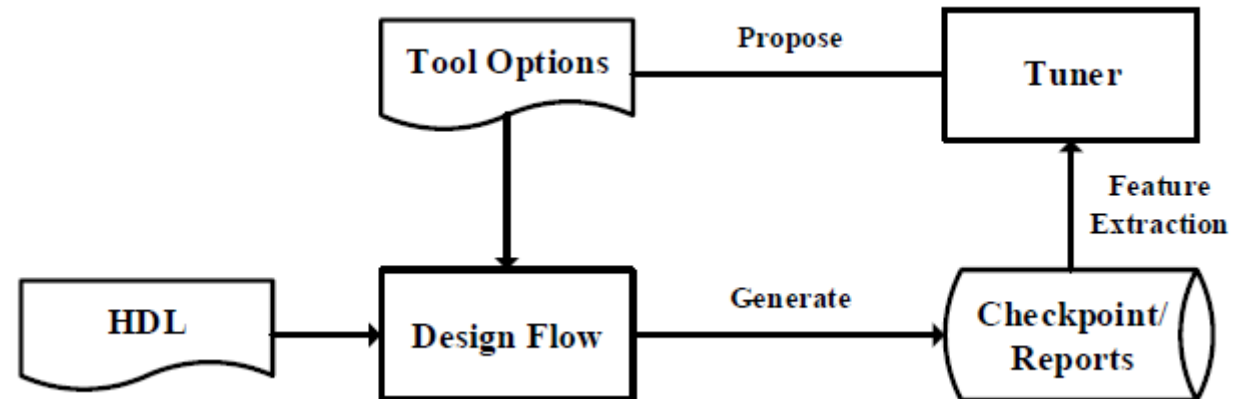 Tool Options
Propose
Tuner
Feature
Extraction
HDL
Design Flow
Generate
Checkpoint/
Reports